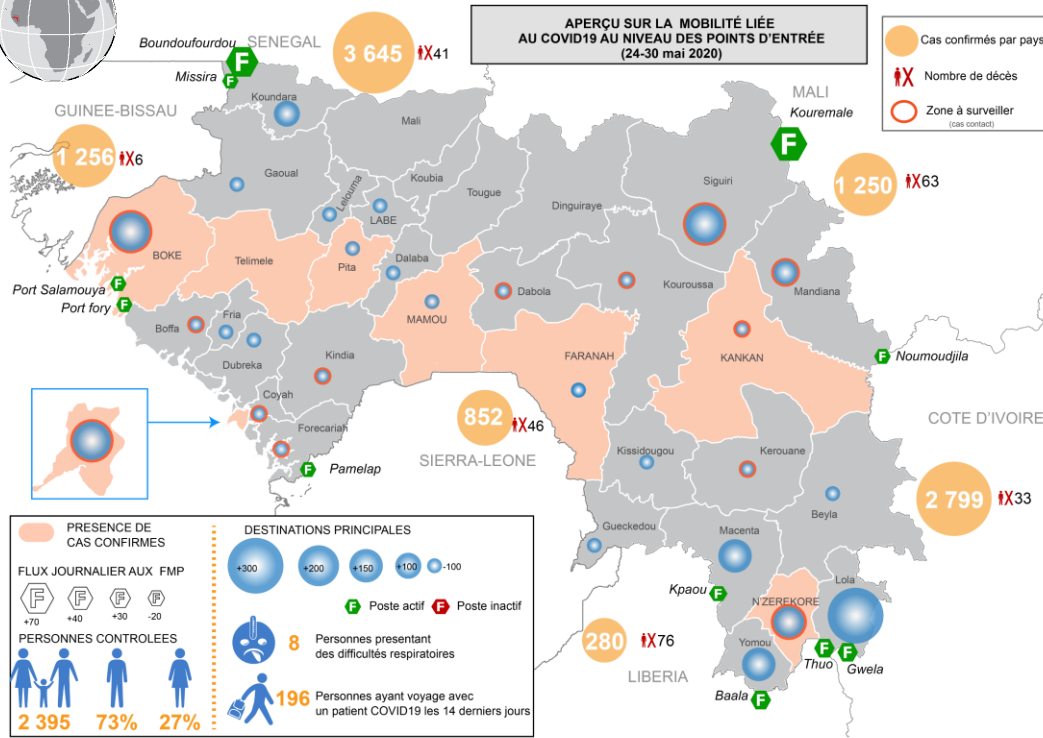 APERÇU SUR LA MOBILITÉ LIÉE
AU COVID19 AU NIVEAU DES POINTS D'ENTRÉE
(24-30 mai 2020)
Cas confirmés par pays
Nombre de décès
Zone à surveiller
(cas contact)
Boundoufourdou
SENEGAL
3 645
41
Missira
F
F
Koundara
GUINEE-BISSAU
1 256
6
MALI
Kouremale
F
1 250
63
Mali
Koubia
Gaoual
Lelouma
LABE
Tougue
Dinguiraye
Siguiri
BOKE
Telimele
Pita
Dalaba
Port Salamouya
F
Port fory
F
MAMOU
Dabola
Kouroussa
Mandiana
Boffa
Fria
Dubreka
Kindia
FARANAH
KANKAN
F
Noumoudjila
Coyah
Forecariah
F
Pamelap
852
46
SIERRA-LEONE
COTE D'IVOIRE
2 799
33
Kissidougou
Kerouane
Beyla
Gueckedou
Macenta
Lola
Kpaou
F
N'ZEREKORE
280
76
LIBERIA
Yomou
F
Thuo
F
Gwela
Baala
F
PRESENCE DE
CAS CONFIRMES
FLUX JOURNALIER AUX FMP
F
F
F
F
+70
+40
+30
-20
PERSONNES CONTROLEES
2 395
73%
27%
DESTINATIONS PRINCIPALES
+300
+200
+150
+100
-100
F
Poste actif
F
Poste inactif
8
Personnes presentant
des difficultés respiratoires
196
Personnes ayant voyage avec
un patient COVID19 les 14 derniers jours